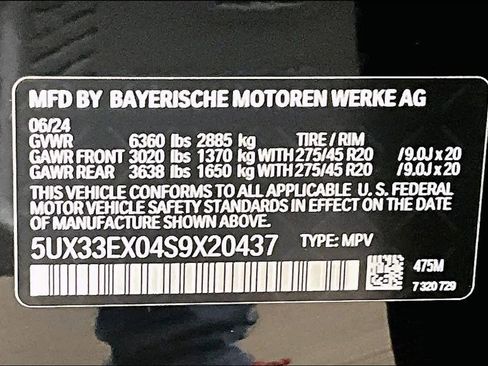 MFD BY BAYERISCHE MOTOREN WERKE AG
06/24
GVWR 6360 lbs 2885 kg TIRE / RIM
GAWR FRONT 3020 lbs 1370 kg WITH 275/45 R20 /9.0J x 20
GAWR REAR 3638 lbs 1650 kg WITH 275/45 R20 /9.0J x 20
THIS VEHICLE CONFORMS TO ALL APPLICABLE U.S. FEDERAL
MOTOR VEHICLE SAFETY STANDARDS IN EFFECT ON THE DATE
OF MANUFACTURE SHOWN ABOVE.
5UX33EX04S9X20437 TYPE: MPV
475M
7 320 729